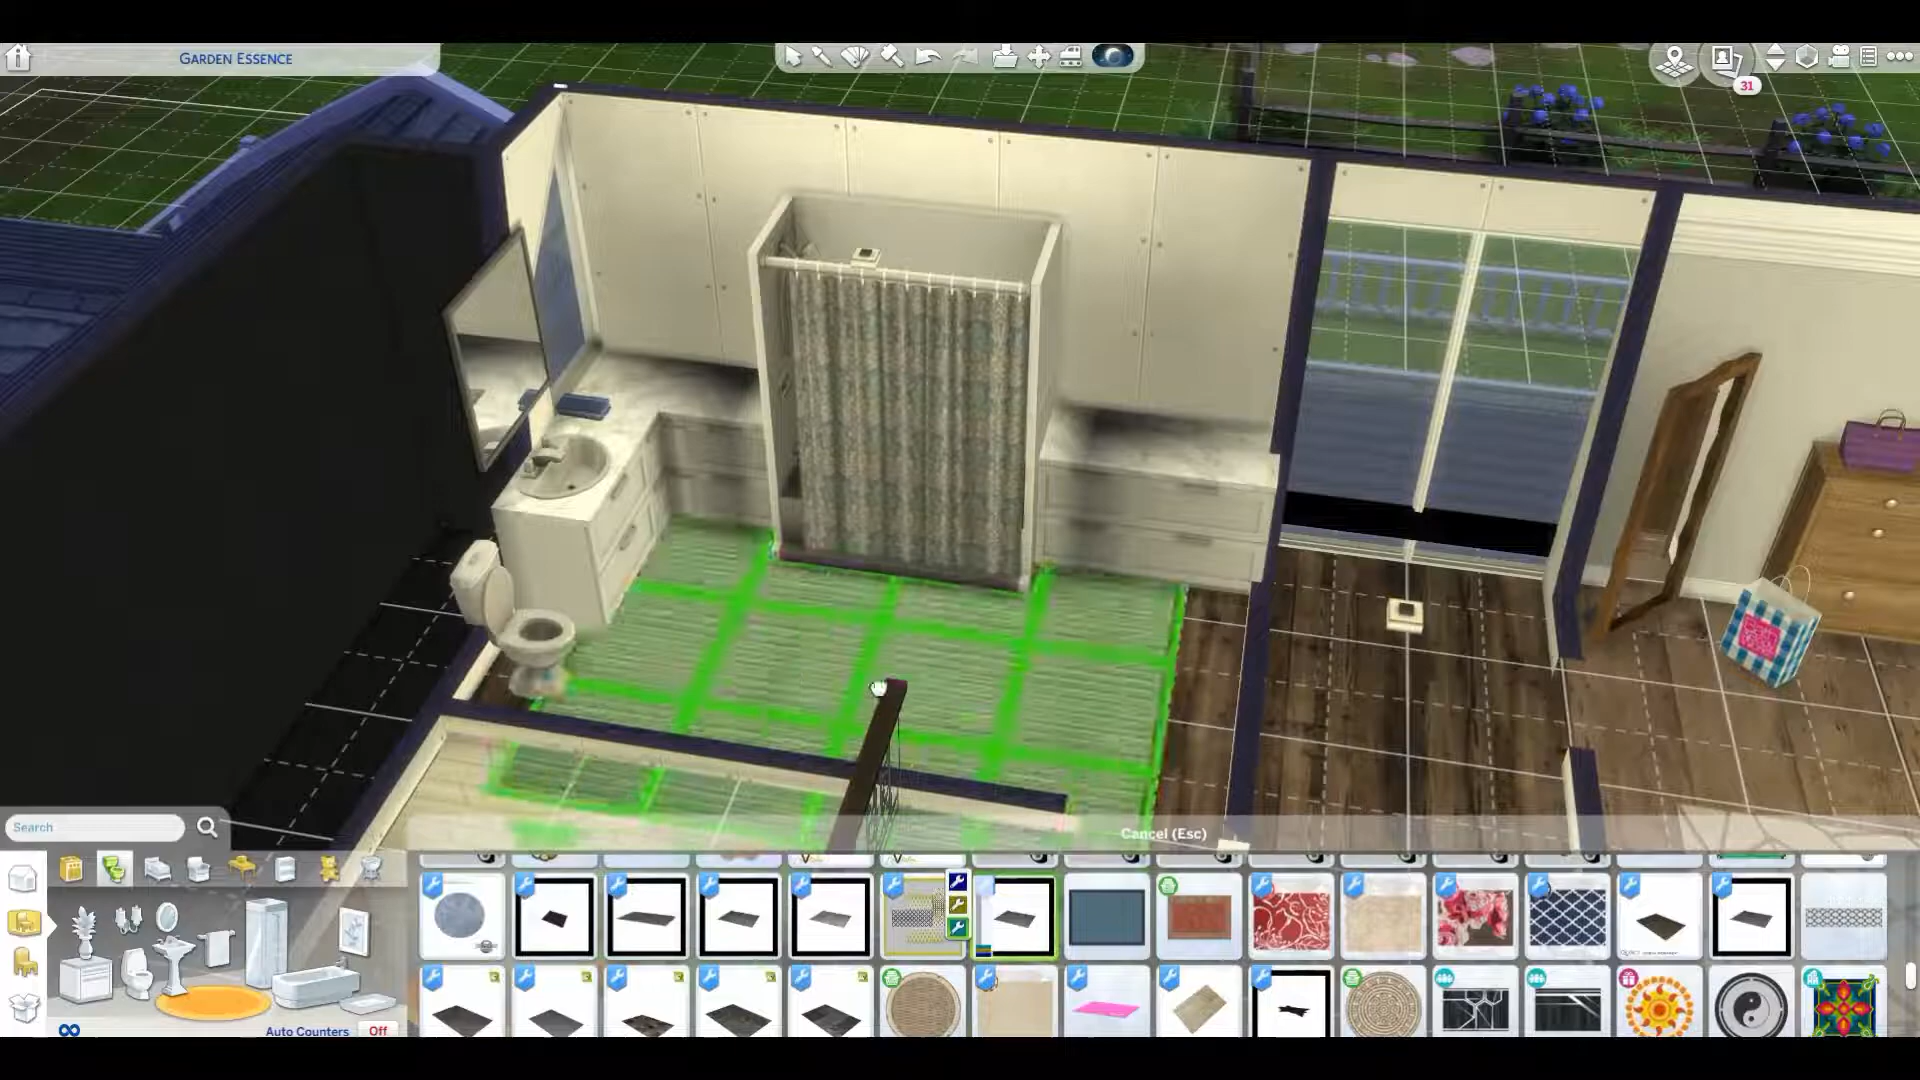 GARDEN ESSENCE
31
Search
Cancel (Esc)
Auto Counters Off